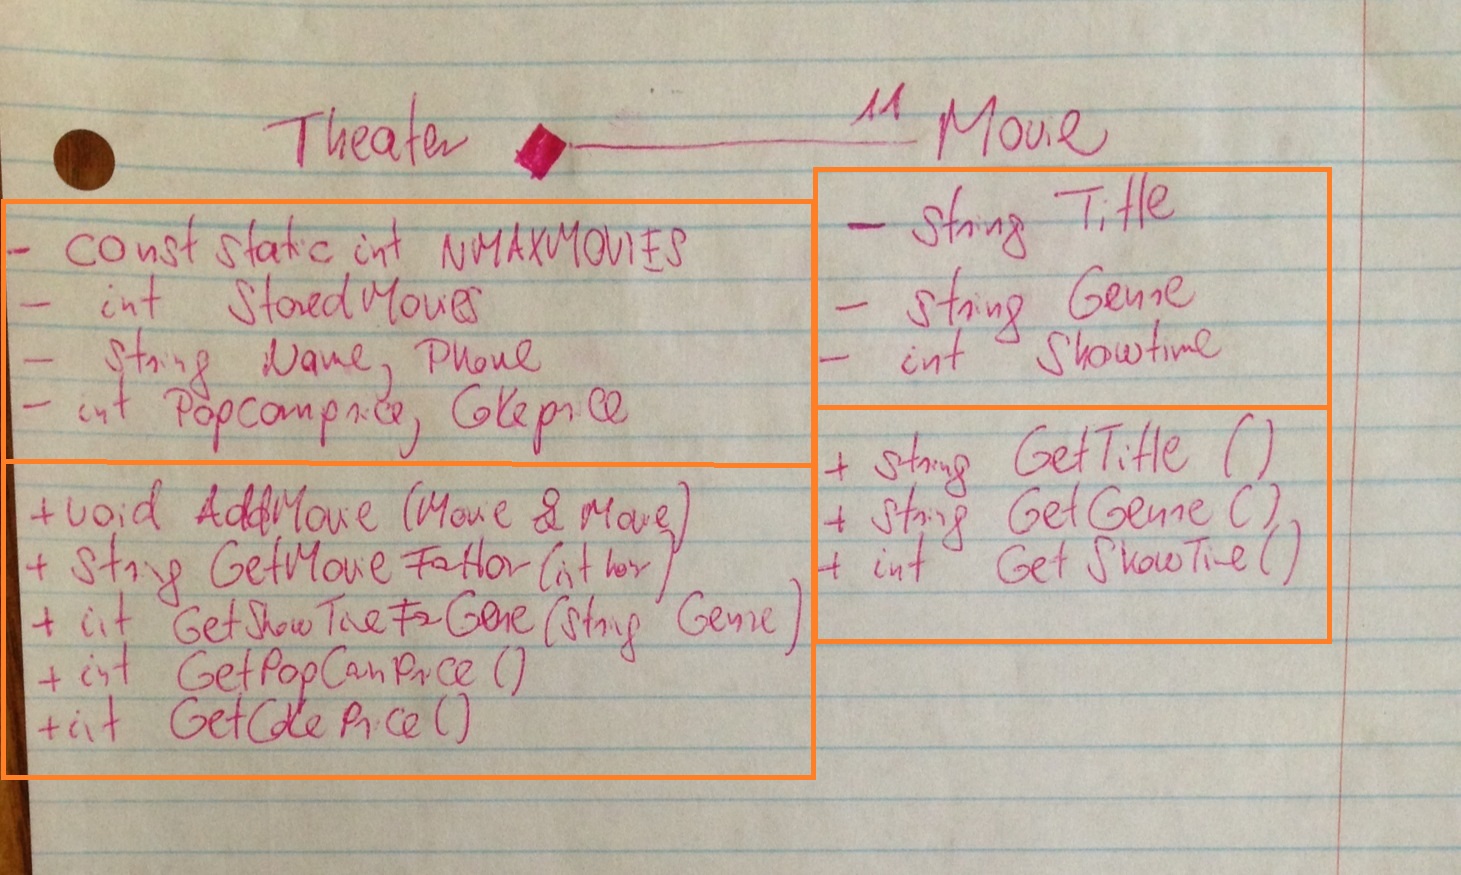 Theater 11 Movie
- const static int NMAXMOVIES
- int StoredMovies
- string Name, Phone
- int Popcornprice, Cokeprice
+ void AddMovie (Movie & Movie)
+ string GetMovieForHor (int hor)
+ int GetShowTimeForGenre (string Genre)
+ int GetPopCornPrice ()
+ int GetCokePrice ()
- string Title
- string Genre
- int Showtime
+ string GetTitle ()
+ string GetGenre ()
+ int GetShowTime ()